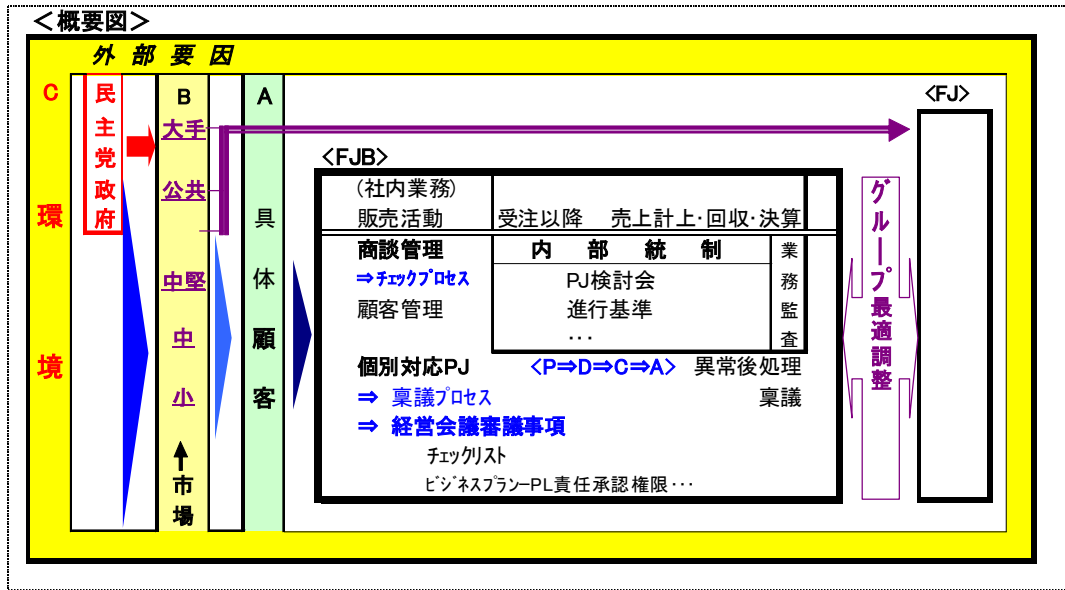 ＜概要図＞
外 部 要 因
C 環 境
民主党政府
B
大手
公共
中堅
中
小
↑
市場
A
具体顧客
<FJB>
(社内業務)
販売活動 受注以降 売上計上・回収・決算
商談管理 内 部 統 制
⇒ﾁｪｯｸﾌﾟﾛｾｽ PJ検討会
顧客管理 進行基準
…
業務監査
個別対応PJ <P⇒D⇒C⇒A> 異常後処理
⇒ 稟議ﾌﾟﾛｾｽ 稟議
⇒ 経営会議審議事項
ﾁｪｯｸﾘｽﾄ
ﾋﾞｼﾞﾈｽﾌﾟﾗﾝｰPL責任承認権限･･･
グループ最適調整
<FJ>